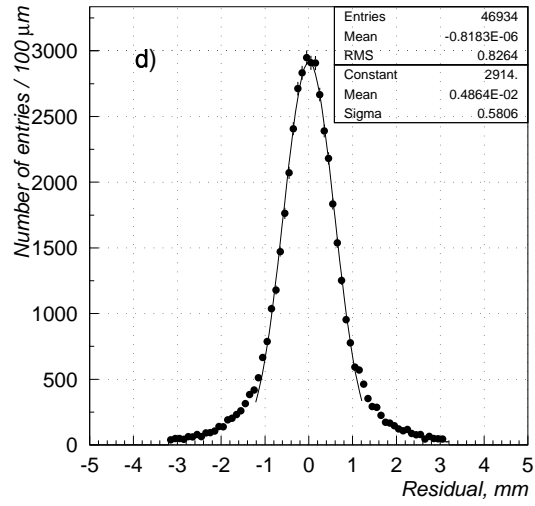 d)
Entries 46934
Mean -0.8183E-06
RMS 0.8264
Constant 2914.
Mean 0.4864E-02
Sigma 0.5806
Number of entries / 100 μm
3000
2500
2000
1500
1000
500
0
-5 -4 -3 -2 -1 0 1 2 3 4 5
Residual, mm